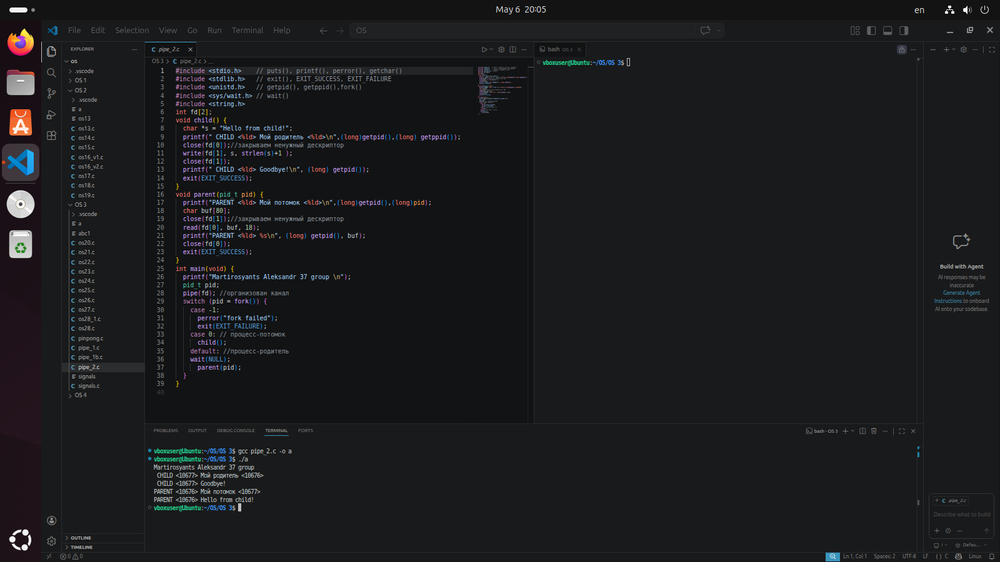 May 6 20:05
en
File Edit Selection View Go Run Terminal Help
OS
EXPLORER
OS
.vscode
OS 1
OS 2
.vscode
a
os13
os13.c
os14.c
os15.c
os16_v1.c
os16_v2.c
os17.c
os18.c
os19.c
OS 3
.vscode
a
abc1
os20.c
os21.c
os22.c
os23.c
os24.c
os25.c
os26.c
os27.c
os28_1.c
os28.c
pinpong.c
pipe_1.c
pipe_1b.c
pipe_2.c
signals
signals.c
OS 4
OUTLINE
TIMELINE
pipe_2.c
OS 3 > C pipe_2.c > ...
1 #include <stdio.h> // puts(), printf(), perror(), getchar()
2 #include <stdlib.h> // exit(), EXIT_SUCCESS, EXIT_FAILURE
3 #include <unistd.h> // getpid(), getppid(),fork()
4 #include <sys/wait.h> // wait()
5 #include <string.h>
6 int fd[2];
7 void child() {
8 char *s = "Hello from child!";
9 printf(" CHILD <%ld> Мой родитель <%ld>\n",(long)getpid(),(long) getppid());
10 close(fd[0]);//закрываем ненужный дескриптор
11 write(fd[1], s, strlen(s)+1 );
12 close(fd[1]);
13 printf(" CHILD <%ld> Goodbye!\n", (long) getpid());
14 exit(EXIT_SUCCESS);
15 }
16 void parent(pid_t pid) {
17 printf("PARENT <%ld> Мой потомок <%ld>\n",(long)getpid(),(long)pid);
18 char buf[80];
19 close(fd[1]);//закрываем ненужный дескриптор
20 read(fd[0], buf, 18);
21 printf("PARENT <%ld> %s\n", (long) getpid(), buf);
22 close(fd[0]);
23 exit(EXIT_SUCCESS);
24 }
25 int main(void) {
26 printf("Martirosyants Aleksandr 37 group \n");
27 pid_t pid;
28 pipe(fd); //организован канал
29 switch (pid = fork()) {
30 case -1:
31 perror("fork failed");
32 exit(EXIT_FAILURE);
33 case 0: // процесс-потомок
34 child();
35 default: //процесс-родитель
36 wait(NULL);
37 parent(pid);
38 }
39 }
40
bash OS 3
vboxuser@Ubuntu:~/OS/OS 3$
Build with Agent
AI responses may be
inaccurate
Generate Agent
Instructions to onboard
AI onto your codebase.
pipe_2.c
Describe what to build
Defau...
PROBLEMS OUTPUT DEBUG CONSOLE TERMINAL PORTS
bash - OS 3
vboxuser@Ubuntu:~/OS/OS 3$ gcc pipe_2.c -o a
vboxuser@Ubuntu:~/OS/OS 3$ ./a
Martirosyants Aleksandr 37 group
CHILD <10677> Мой родитель <10676>
CHILD <10677> Goodbye!
PARENT <10676> Мой потомок <10677>
PARENT <10676> Hello from child!
vboxuser@Ubuntu:~/OS/OS 3$
0 0
Ln 1, Col 1 Spaces: 2 UTF-8 LF { } C Linux